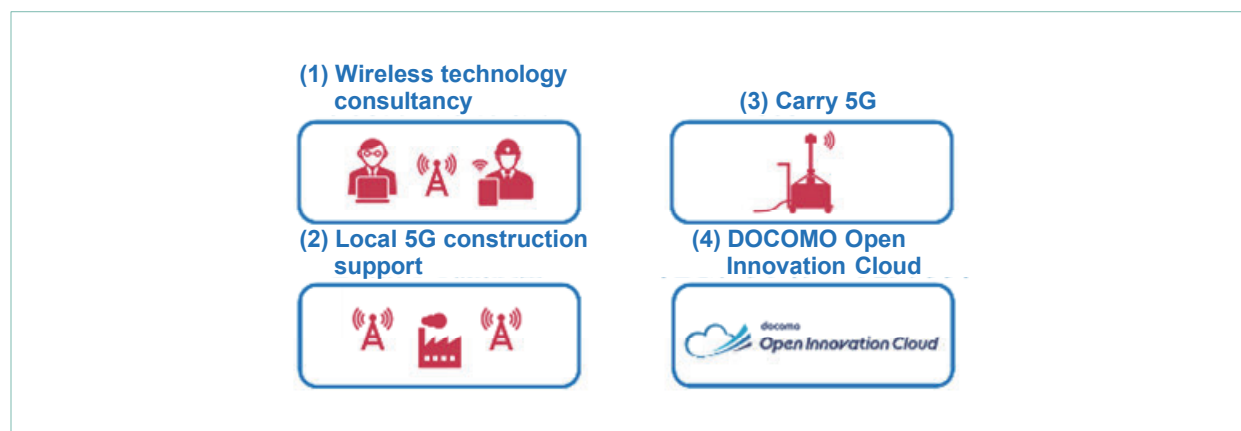 (1) Wireless technology
consultancy
(2) Local 5G construction
support
(3) Carry 5G
(4) DOCOMO Open
Innovation Cloud
docomo
Open Innovation Cloud